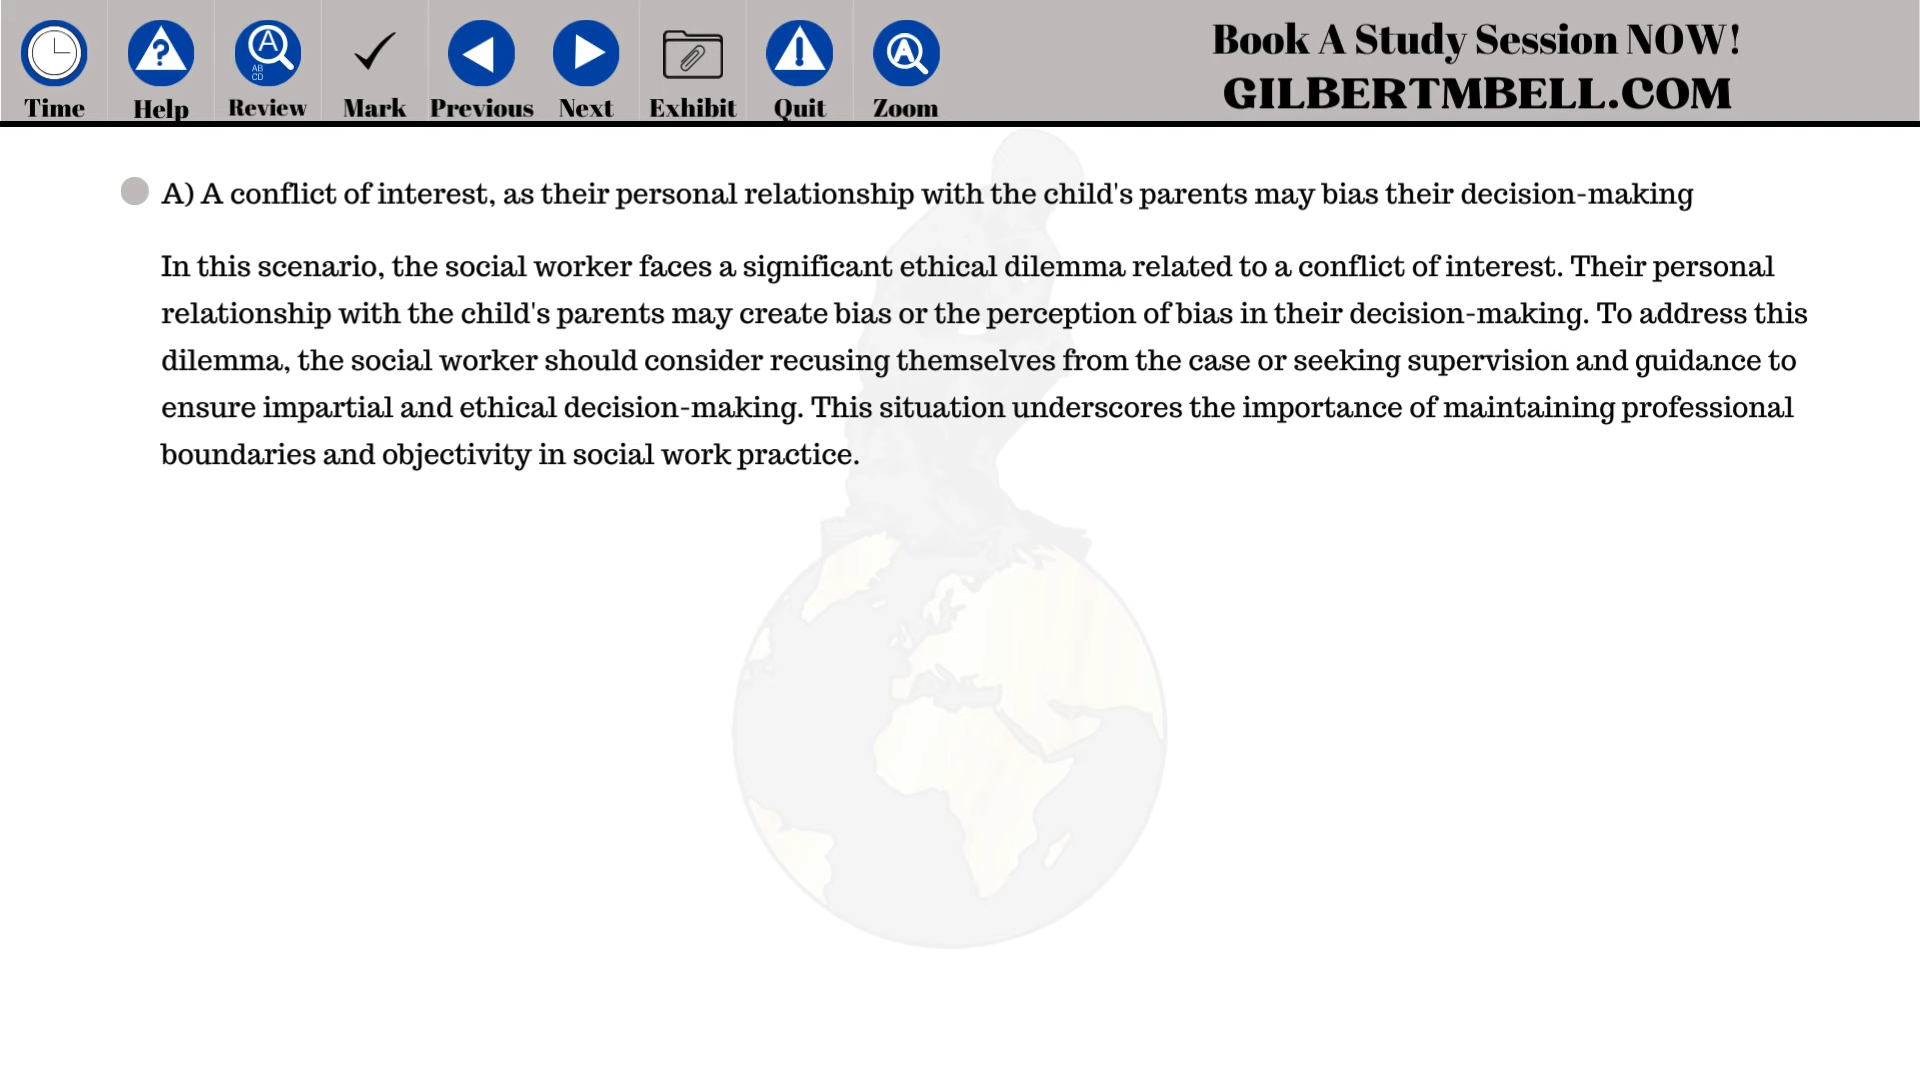 Book A Study Session NOW!
GILBERTMBELL.COM
A
AB
CD
A
Time Help Review Mark Previous Next Exhibit Quit Zoom
A) A conflict of interest, as their personal relationship with the child's parents may bias their decision-making
In this scenario, the social worker faces a significant ethical dilemma related to a conflict of interest. Their personal
relationship with the child's parents may create bias or the perception of bias in their decision-making. To address this
dilemma, the social worker should consider recusing themselves from the case or seeking supervision and guidance to
ensure impartial and ethical decision-making. This situation underscores the importance of maintaining professional
boundaries and objectivity in social work practice.